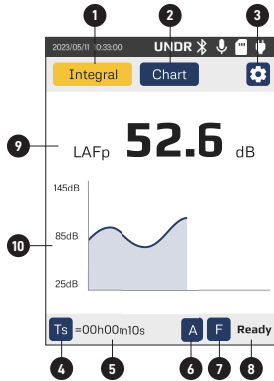 1 2 3
2023/05/11 10:33:00 UNDR
Integral Chart
9 LAFp 52.6 dB
145dB
10 85dB
25dB
Ts =00h00m10s A F Ready
4 5 6 7 8